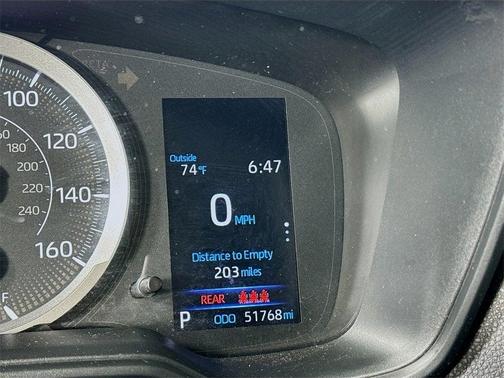 100
120
140
160
180
200
220
240
F
Outside
74°F
6:47
0 MPH
Distance to Empty
203 miles
REAR
P ODO 51768 mi